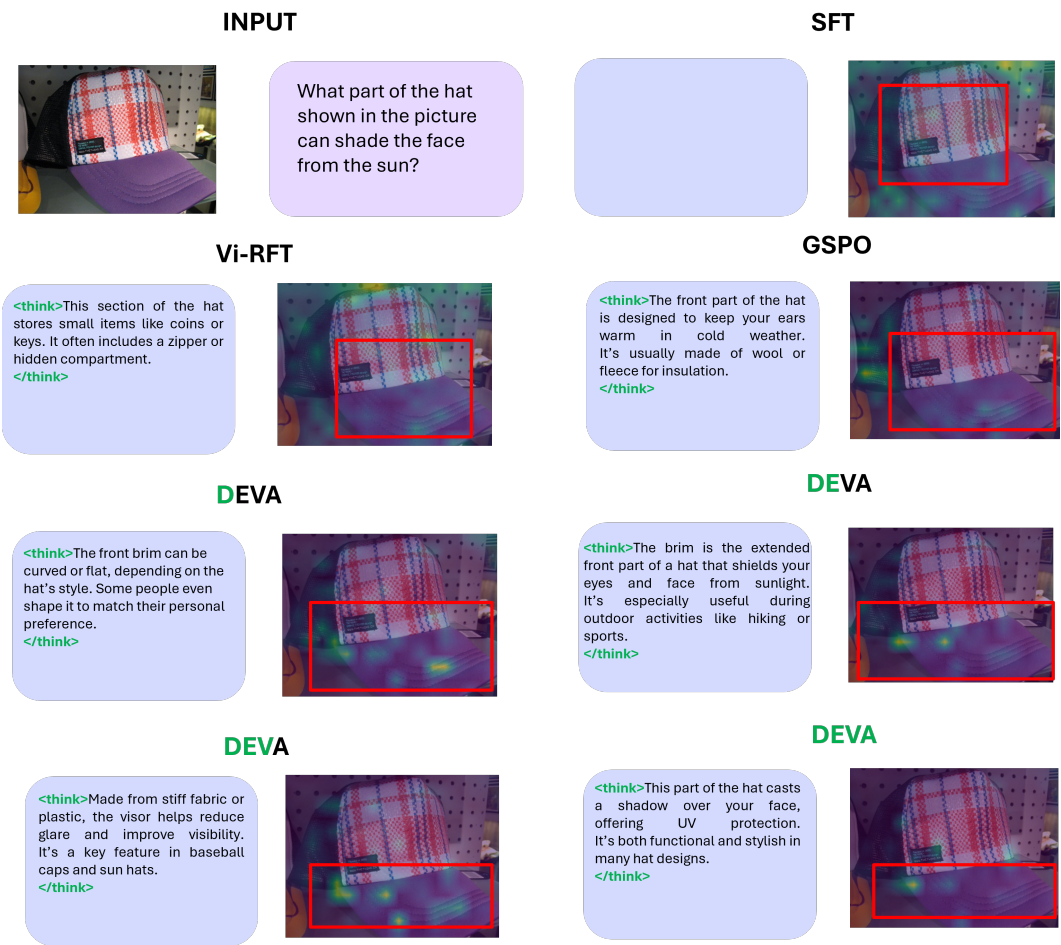 INPUT
SFT
What part of the hat
shown in the picture
can shade the face
from the sun?
Vi-RFT
GSPO
<think>This section of the hat
stores small items like coins or
keys. It often includes a zipper or
hidden compartment.
</think>
<think>The front part of the hat
is designed to keep your ears
warm in cold weather.
It's usually made of wool or
fleece for insulation.
</think>
DEVA
DEVA
<think>The front brim can be
curved or flat, depending on the
hat's style. Some people even
shape it to match their personal
preference.
</think>
<think>The brim is the extended
front part of a hat that shields your
eyes and face from sunlight.
It's especially useful during
outdoor activities like hiking or
sports.
</think>
DEVA
DEVA
<think>Made from stiff fabric or
plastic, the visor helps reduce
glare and improve visibility.
It's a key feature in baseball
caps and sun hats.
</think>
<think>This part of the hat casts
a shadow over your face,
offering UV protection.
It's both functional and stylish in
many hat designs.
</think>